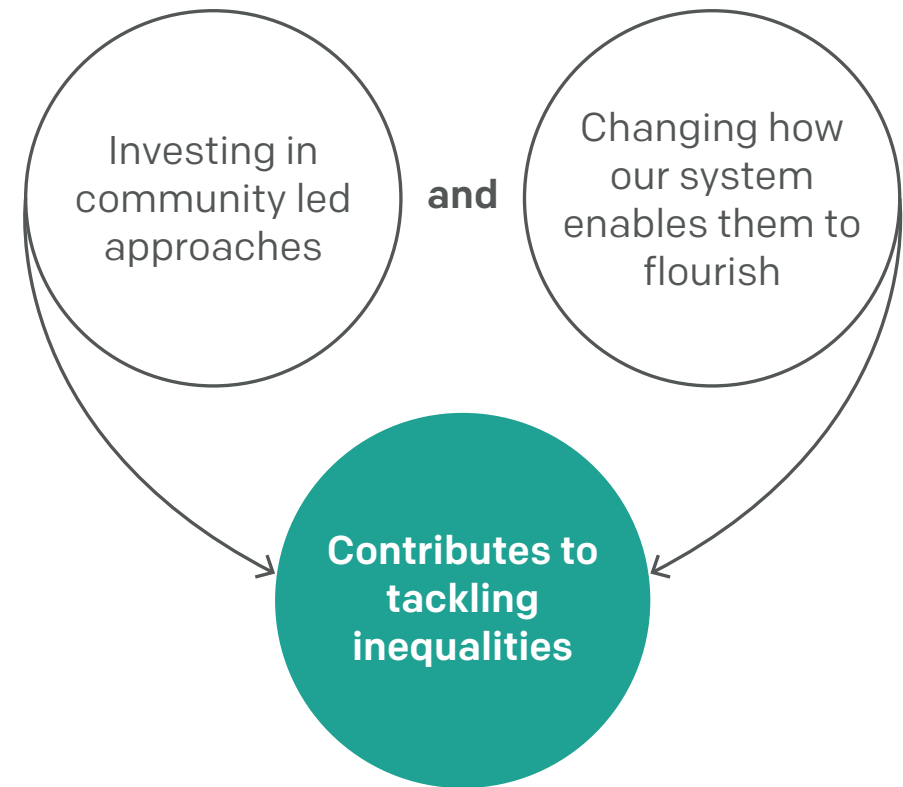 Investing in
community led
approaches
and
Changing how
our system
enables them to
flourish
Contributes to
tackling
inequalities